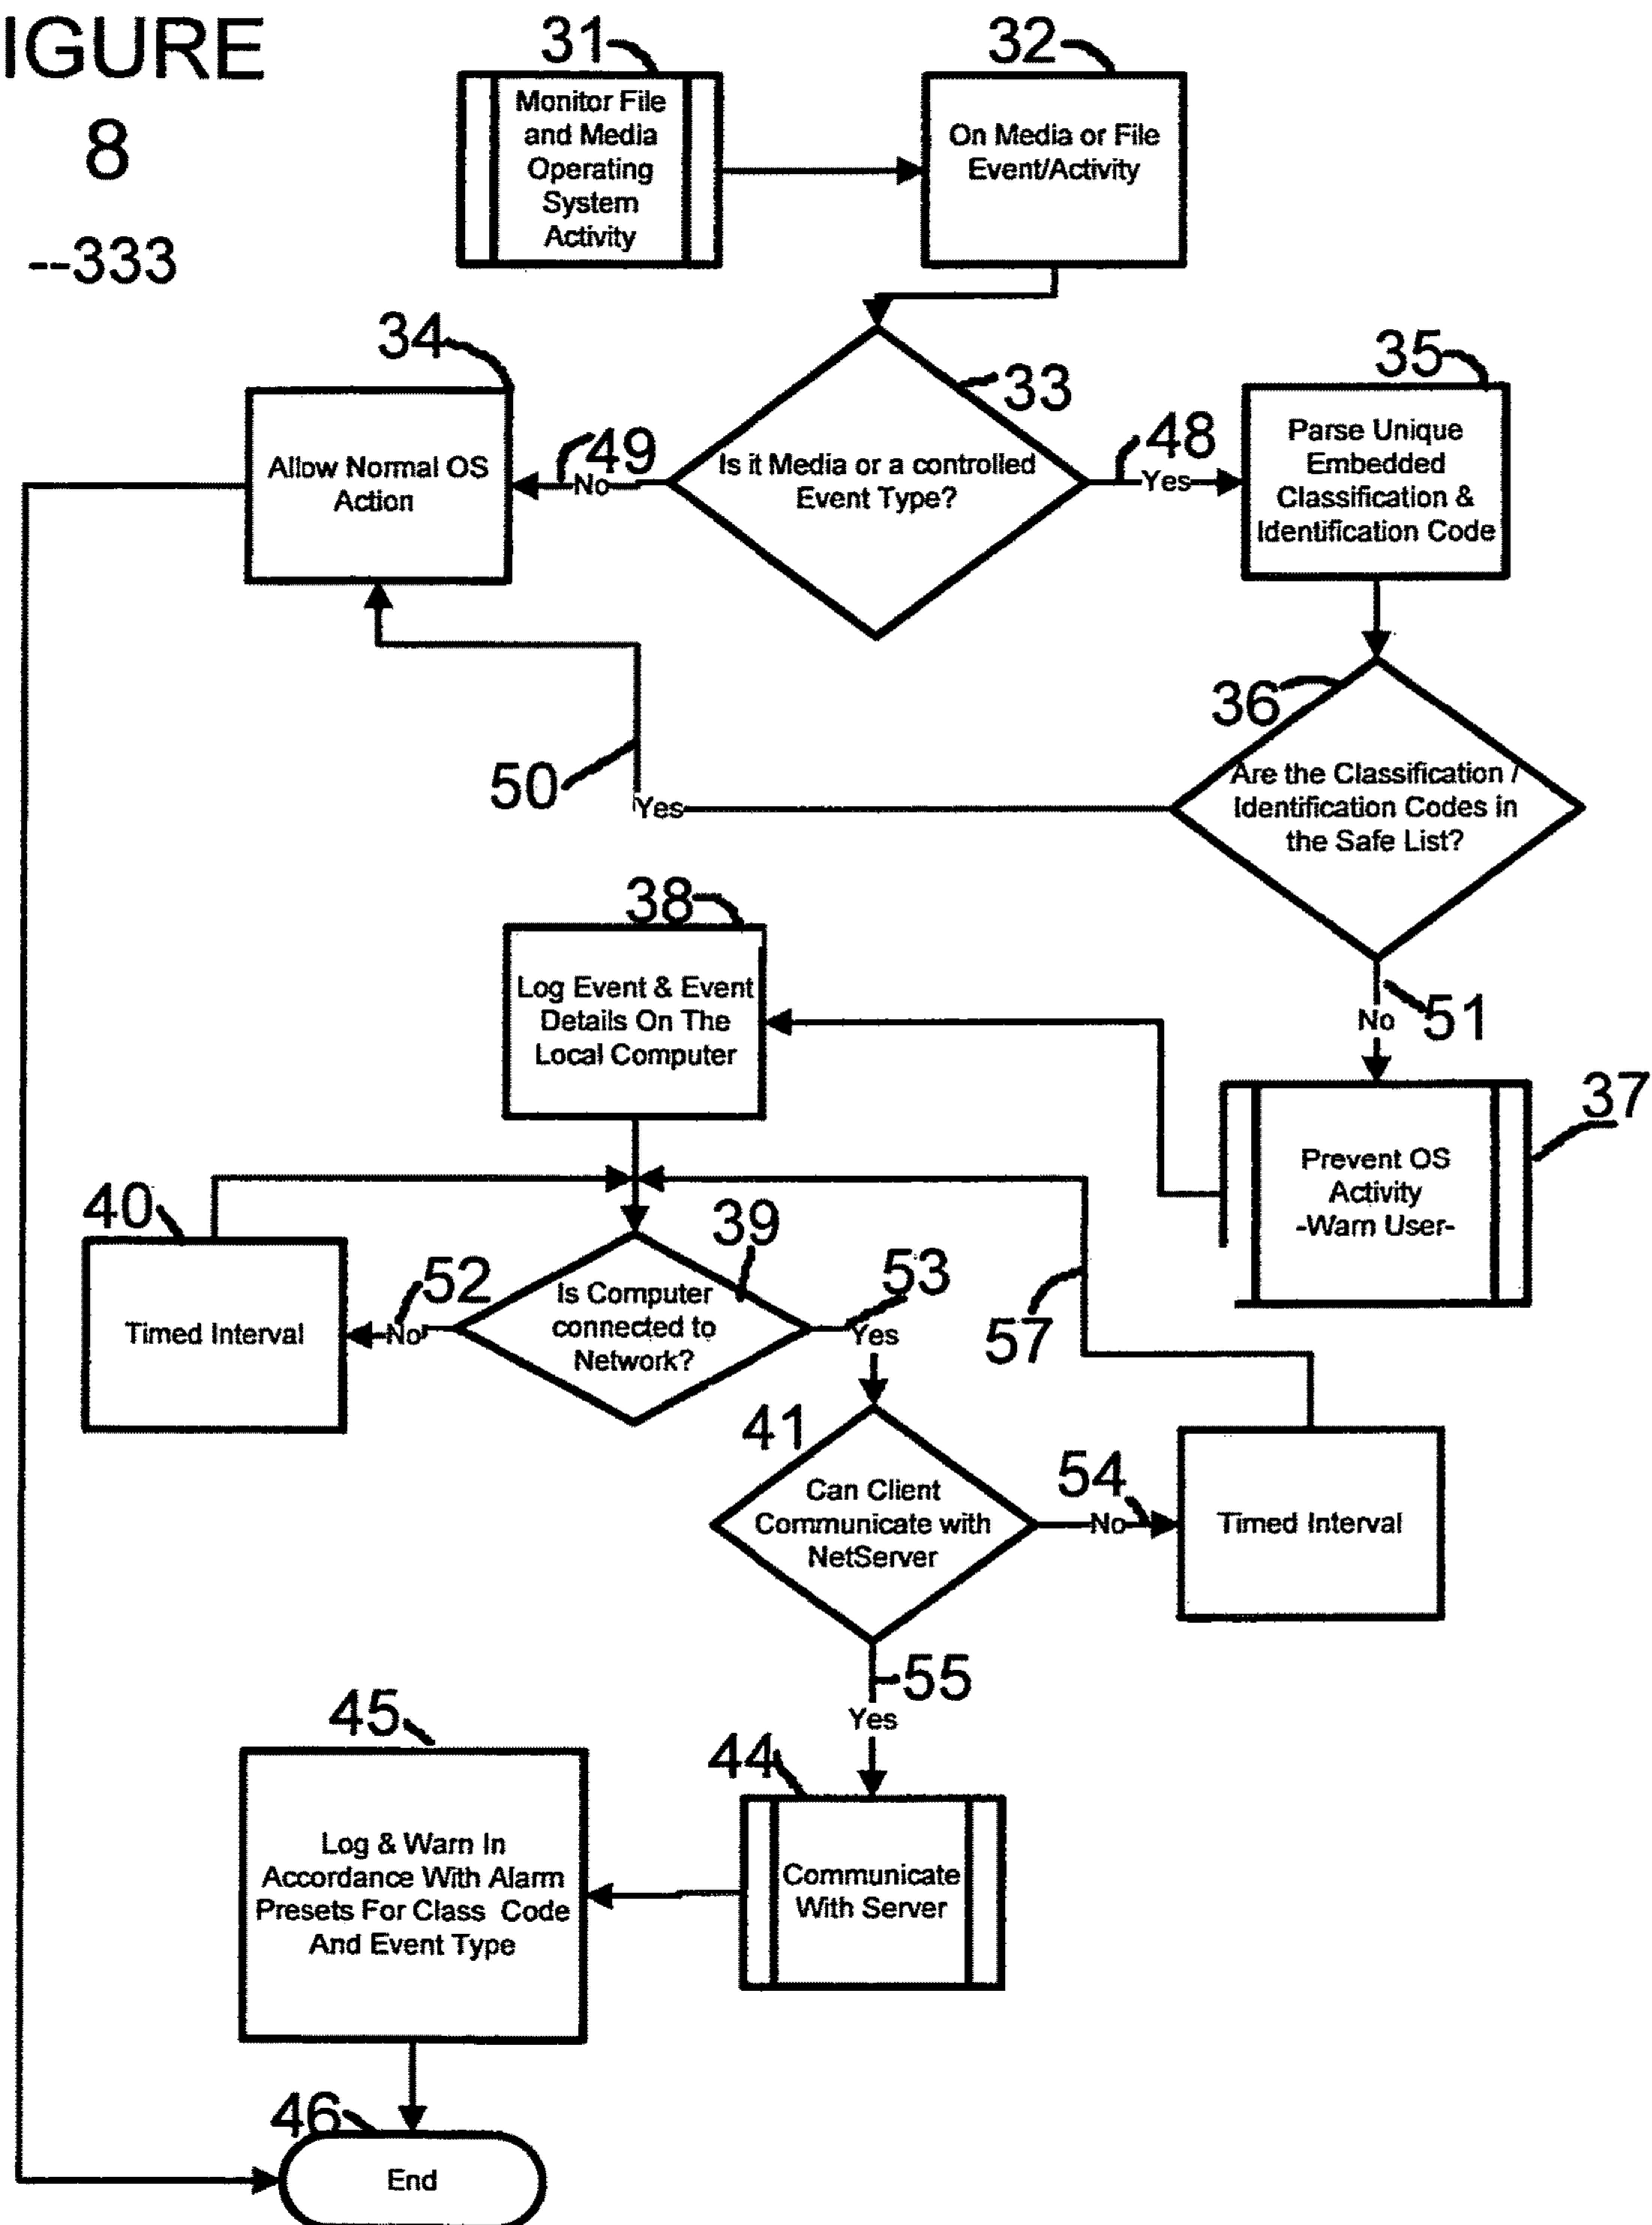 IGURE
8
--333
31
Monitor File
and Media
Operating
System
Activity
32
On Media or File
Event/Activity
33
Is it Media or a controlled
Event Type?
34
Allow Normal OS
Action
49
No
48
Yes
35
Parse Unique
Embedded
Classification &
Identification Code
36
Are the Classification /
Identification Codes in
the Safe List?
50
Yes
51
No
37
Prevent OS
Activity
-Warn User-
38
Log Event & Event
Details On The
Local Computer
39
Is Computer
connected to
Network?
40
Timed Interval
52
No
53
Yes
57
41
Can Client
Communicate with
NetServer
54
No
Timed Interval
55
Yes
44
Communicate
With Server
45
Log & Warn In
Accordance With Alarm
Presets For Class Code
And Event Type
46
End